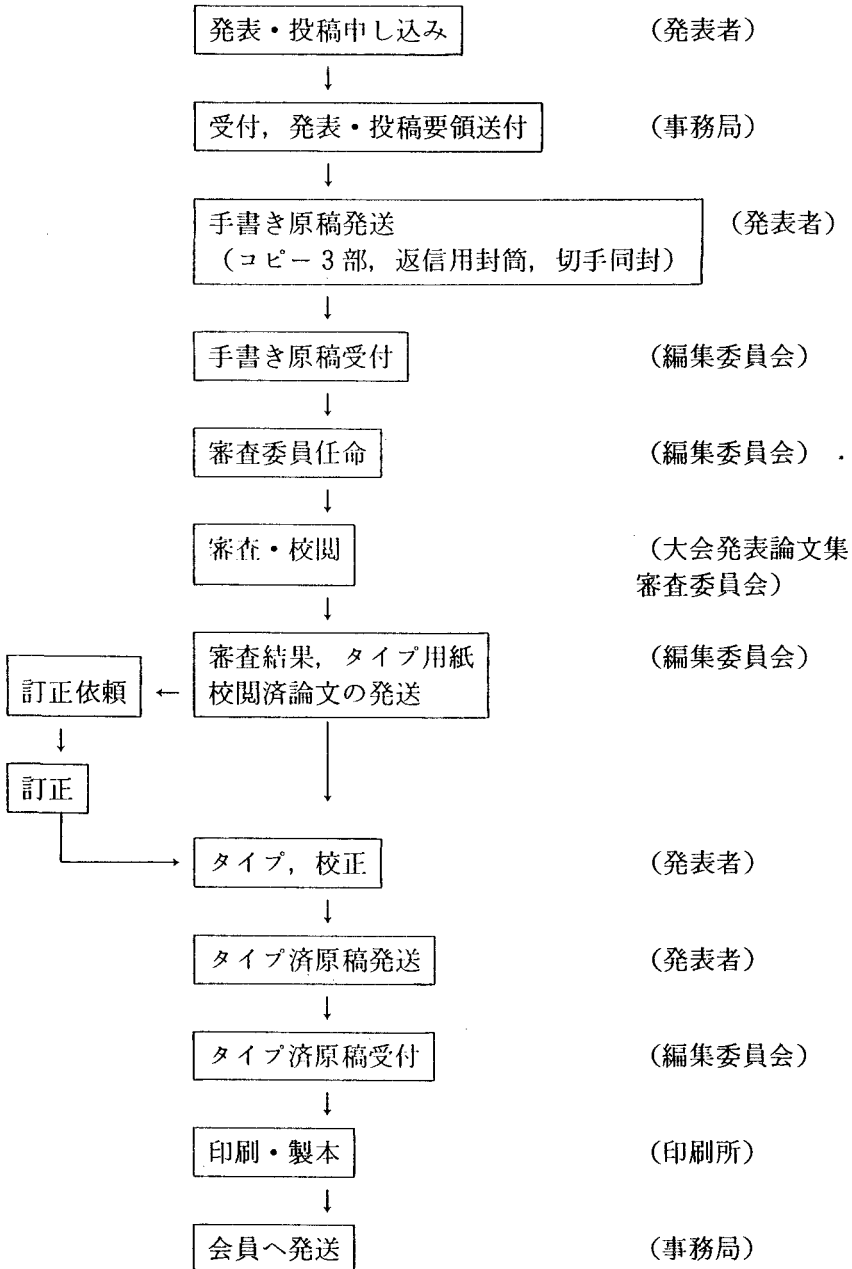 発表・投稿申し込み (発表者)
↓
受付，発表・投稿要領送付 (事務局)
↓
手書き原稿発送 (発表者)
(コピー3部，返信用封筒，切手同封)
↓
手書き原稿受付 (編集委員会)
↓
審査委員任命 (編集委員会)
↓
審査・校閲 (大会発表論文集
審査委員会)
↓
審査結果，タイプ用紙 (編集委員会)
校閲済論文の発送
訂正依頼 ←
↓
訂正
タイプ，校正 (発表者)
↓
タイプ済原稿発送 (発表者)
↓
タイプ済原稿受付 (編集委員会)
↓
印刷・製本 (印刷所)
↓
会員へ発送 (事務局)